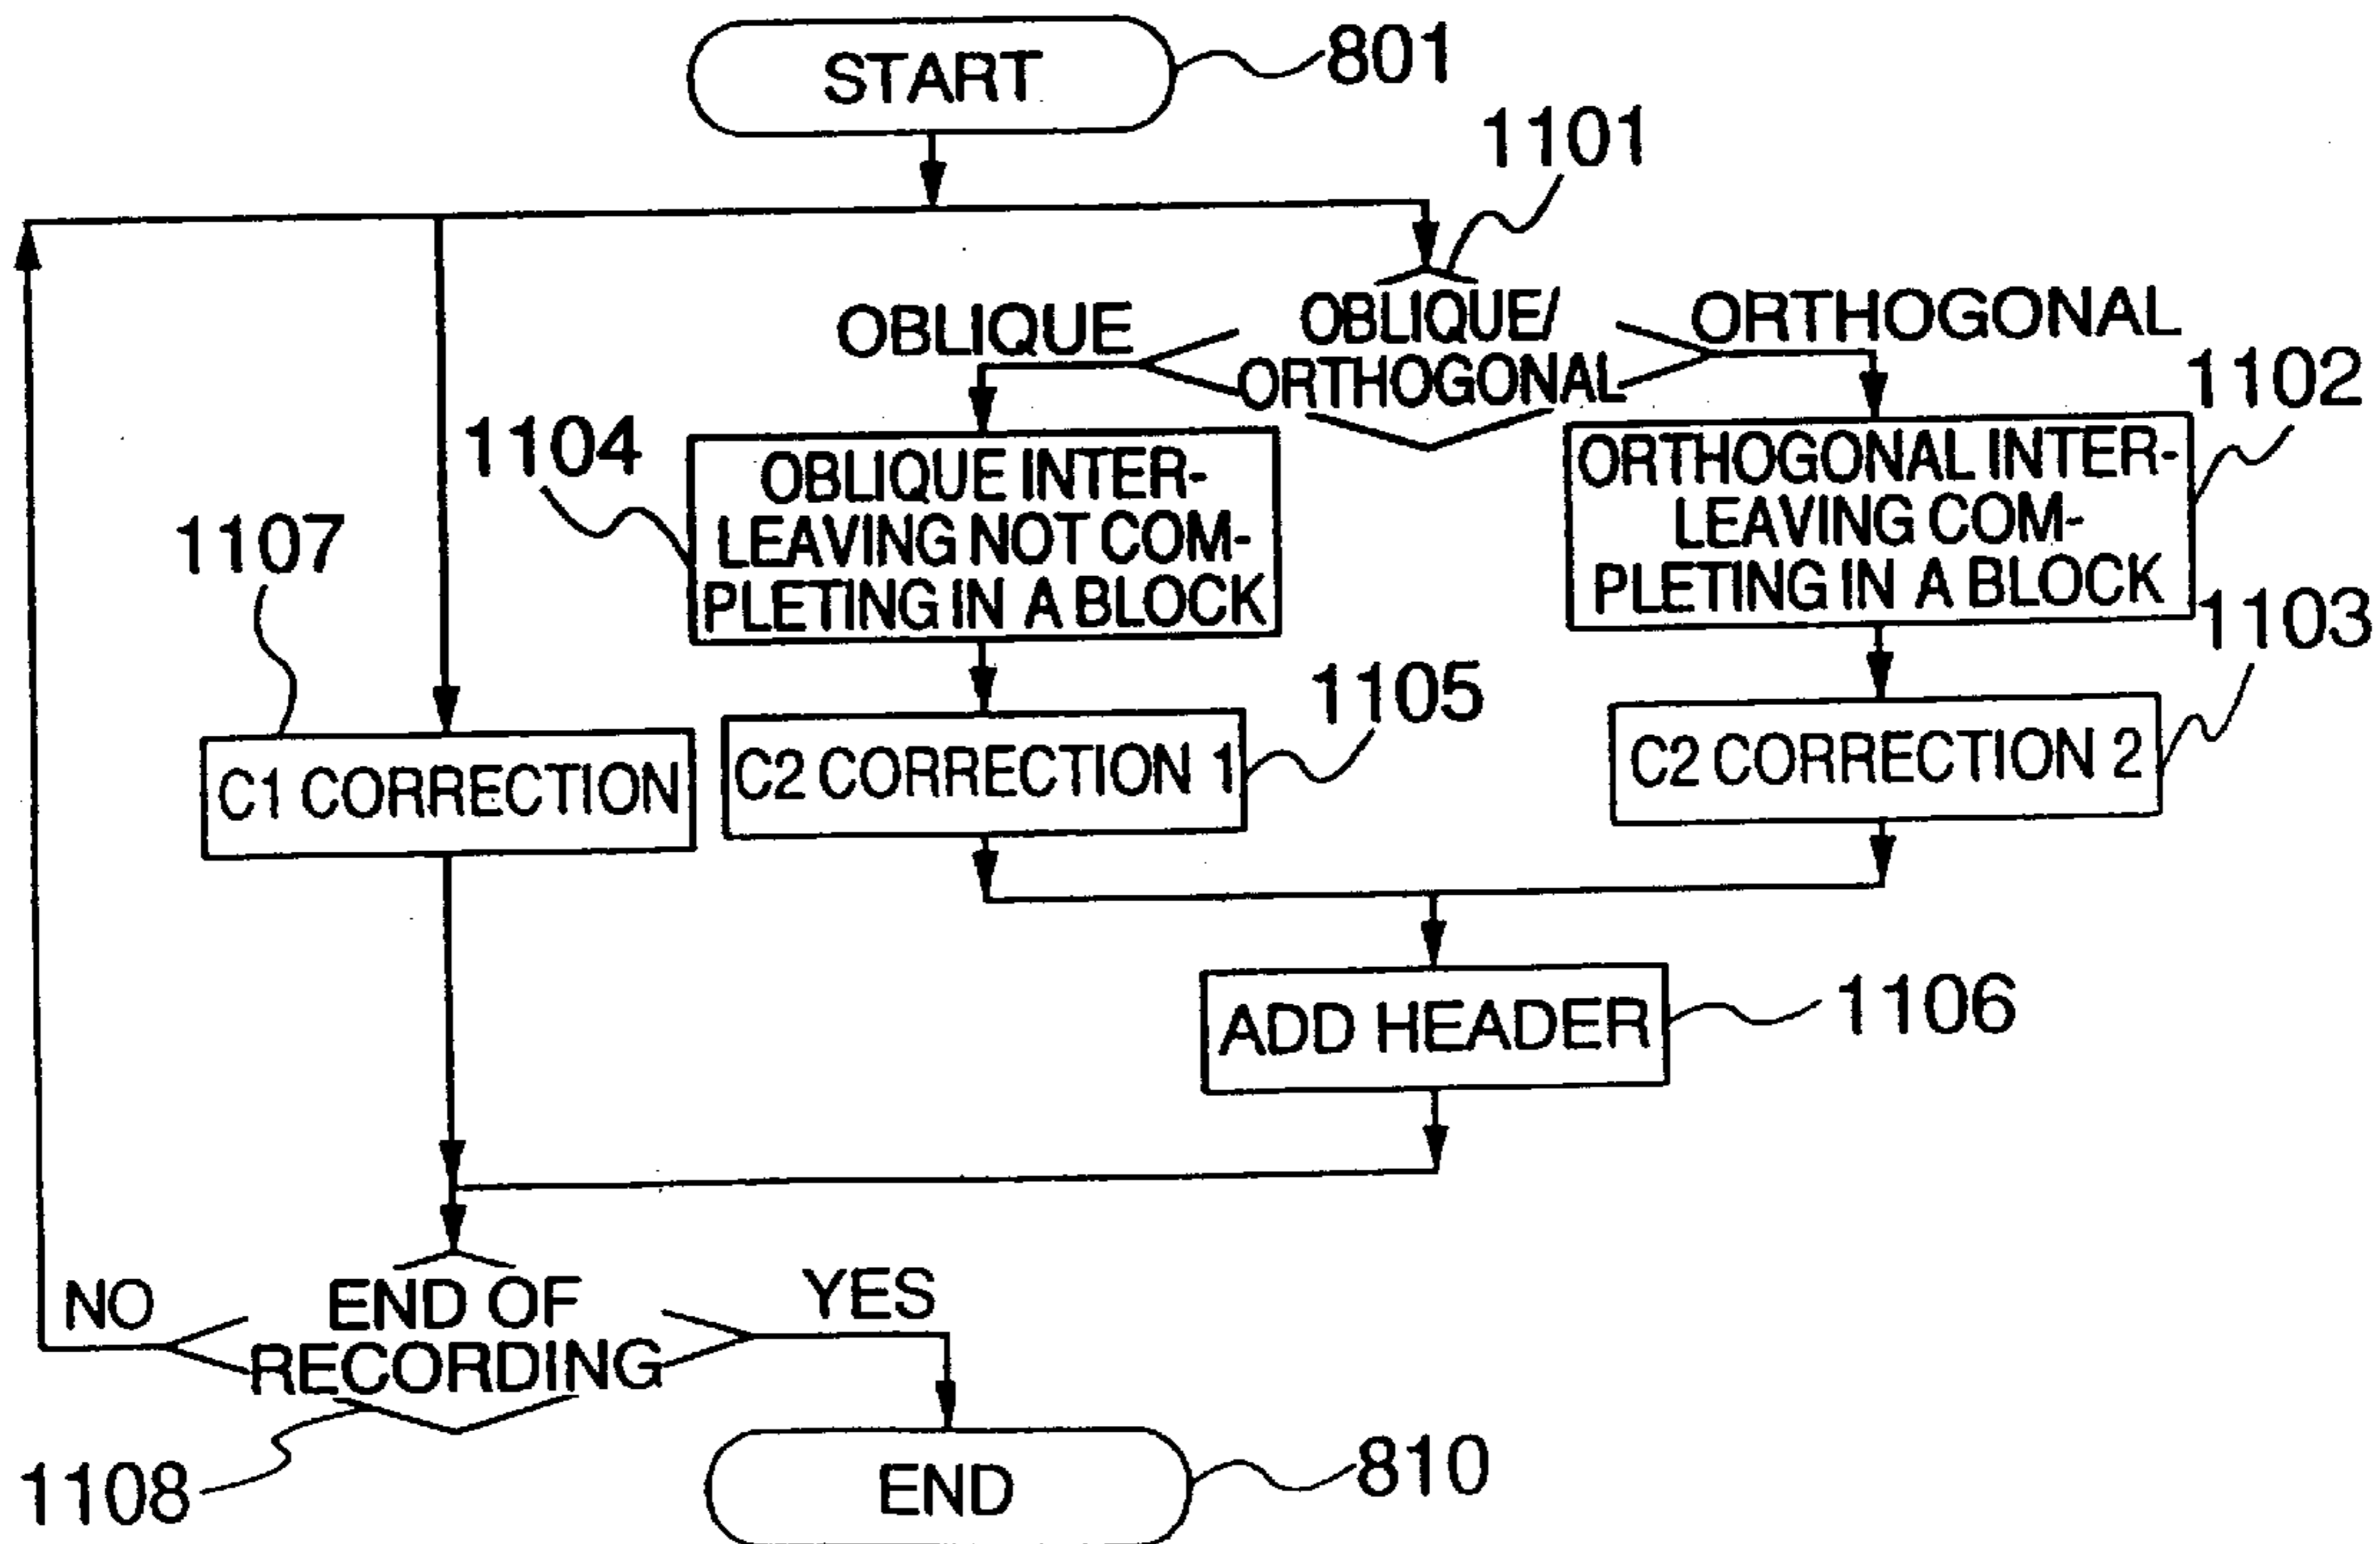 START
801
1101
OBLIQUE
OBLIQUE/
ORTHOGONAL
ORTHOGONAL
1102
1104
OBLIQUE INTER-
LEAVING NOT COM-
PLETING IN A BLOCK
ORTHOGONAL INTER-
LEAVING COM-
PLETING IN A BLOCK
1107
1103
1105
C1 CORRECTION
C2 CORRECTION 1
C2 CORRECTION 2
ADD HEADER
1106
NO
END OF
RECORDING
YES
1108
END
810